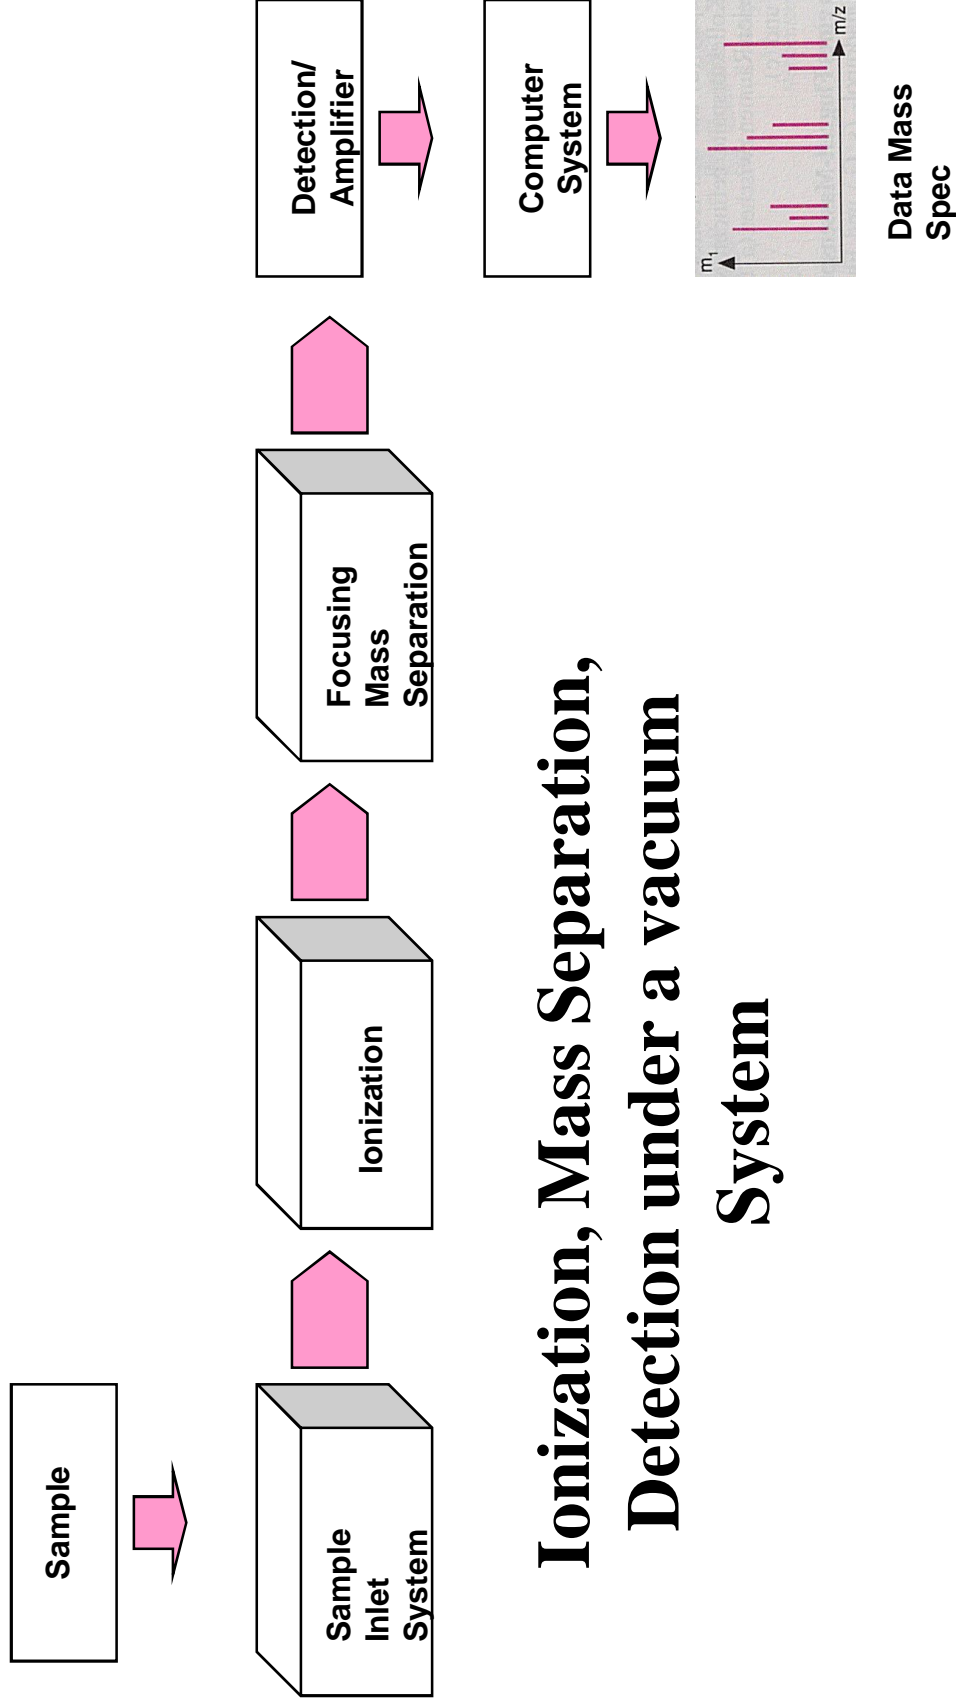 Sample
Sample
Inlet
System
Ionization
Focusing
Mass
Separation
Detection/
Amplifier
Computer
System
m1
m/z
Data Mass
Spec
Ionization, Mass Separation,
Detection under a vacuum
System